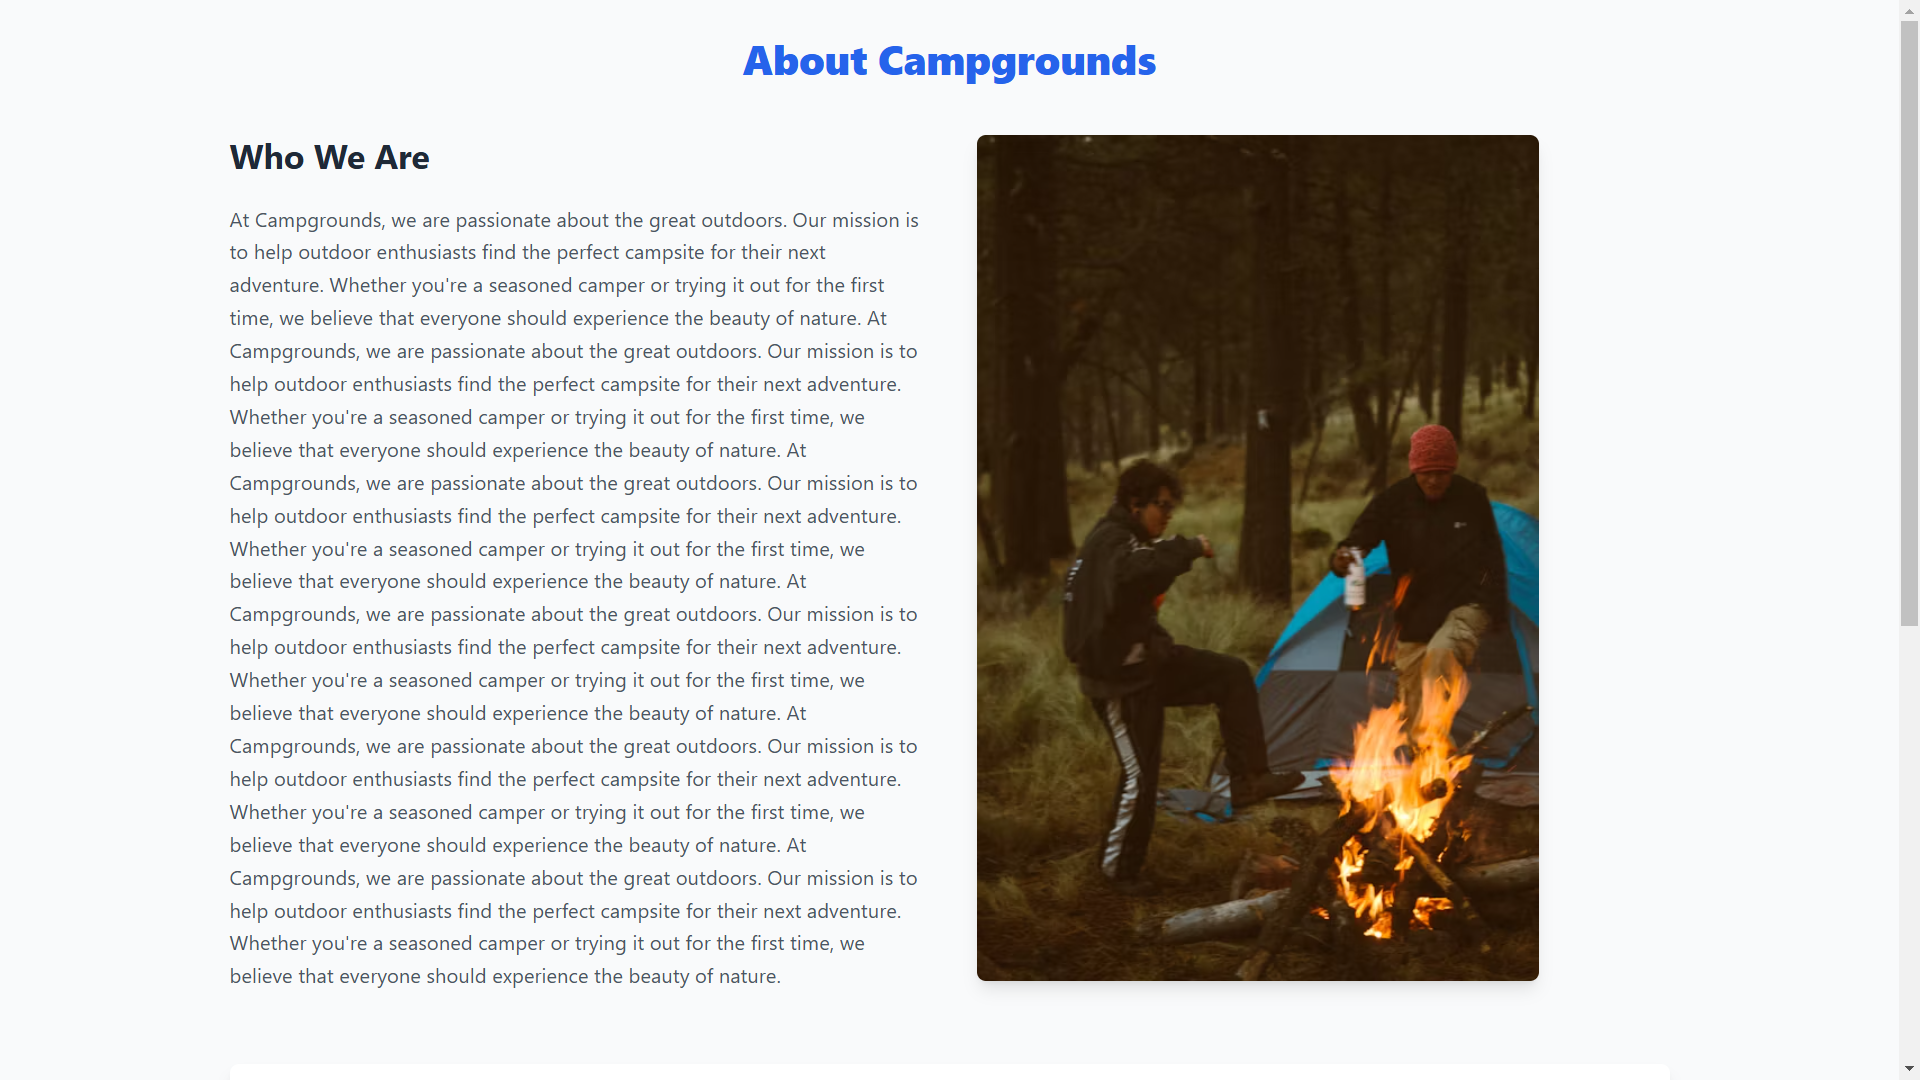 About Campgrounds
Who We Are
At Campgrounds, we are passionate about the great outdoors. Our mission is
to help outdoor enthusiasts find the perfect campsite for their next
adventure. Whether you're a seasoned camper or trying it out for the first
time, we believe that everyone should experience the beauty of nature. At
Campgrounds, we are passionate about the great outdoors. Our mission is to
help outdoor enthusiasts find the perfect campsite for their next adventure.
Whether you're a seasoned camper or trying it out for the first time, we
believe that everyone should experience the beauty of nature. At
Campgrounds, we are passionate about the great outdoors. Our mission is to
help outdoor enthusiasts find the perfect campsite for their next adventure.
Whether you're a seasoned camper or trying it out for the first time, we
believe that everyone should experience the beauty of nature. At
Campgrounds, we are passionate about the great outdoors. Our mission is to
help outdoor enthusiasts find the perfect campsite for their next adventure.
Whether you're a seasoned camper or trying it out for the first time, we
believe that everyone should experience the beauty of nature. At
Campgrounds, we are passionate about the great outdoors. Our mission is to
help outdoor enthusiasts find the perfect campsite for their next adventure.
Whether you're a seasoned camper or trying it out for the first time, we
believe that everyone should experience the beauty of nature. At
Campgrounds, we are passionate about the great outdoors. Our mission is to
help outdoor enthusiasts find the perfect campsite for their next adventure.
Whether you're a seasoned camper or trying it out for the first time, we
believe that everyone should experience the beauty of nature.